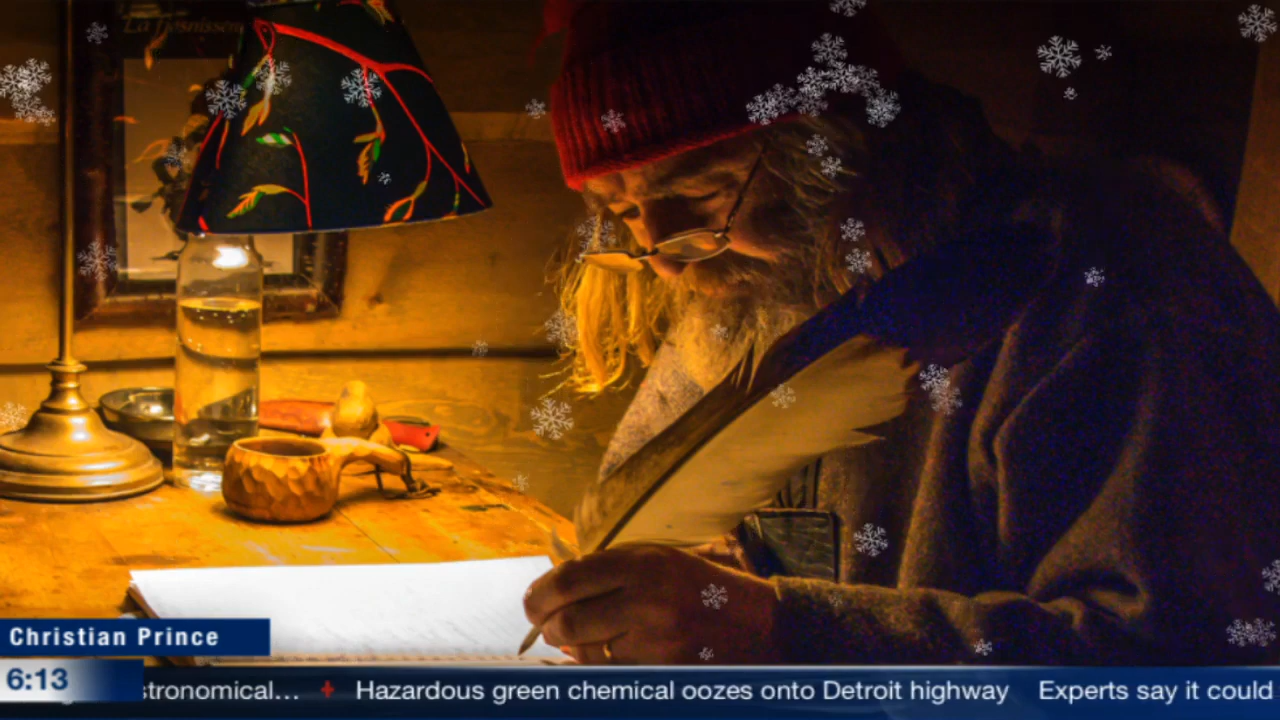 Christian Prince
6:13
stronomical... + Hazardous green chemical oozes onto Detroit highway Experts say it could